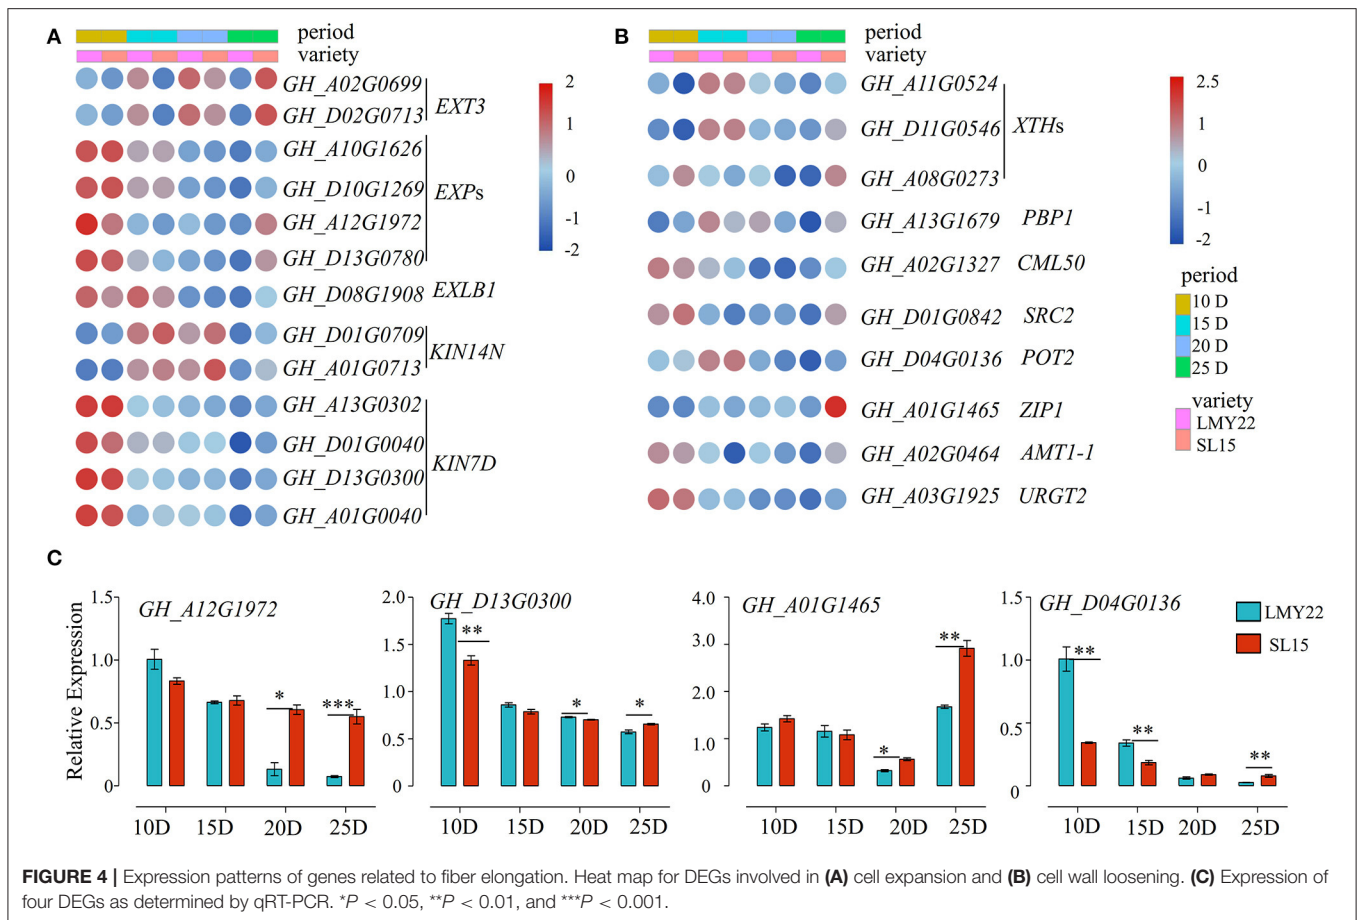 A
period
variety
GH_A02G0699
GH_D02G0713
EXT3
GH_A10G1626
GH_D10G1269
GH_A12G1972
GH_D13G0780
EXPs
GH_D08G1908
EXLB1
GH_D01G0709
GH_A01G0713
KIN14N
GH_A13G0302
GH_D01G0040
GH_D13G0300
GH_A01G0040
KIN7D
2
1
0
-1
-2
B
period
variety
GH_A11G0524
GH_D11G0546
GH_A08G0273
XTHs
GH_A13G1679 PBP1
GH_A02G1327 CML50
GH_D01G0842 SRC2
GH_D04G0136 POT2
GH_A01G1465 ZIP1
GH_A02G0464 AMT1-1
GH_A03G1925 URGT2
2.5
1
0
-1
-2
period
10 D
15 D
20 D
25 D
variety
LMY22
SL15
C
Relative Expression
GH_A12G1972
1.5
1.0
0.5
0
* ***
10D 15D 20D 25D
GH_D13G0300
2.0
1.5
1.0
0.5
0
** * *
10D 15D 20D 25D
GH_A01G1465
4.0
3.0
2.0
1.0
0
* **
10D 15D 20D 25D
GH_D04G0136
1.5
1.0
0.5
0
** ** **
10D 15D 20D 25D
LMY22
SL15
FIGURE 4 | Expression patterns of genes related to fiber elongation. Heat map for DEGs involved in (A) cell expansion and (B) cell wall loosening. (C) Expression of
four DEGs as determined by qRT-PCR. *P < 0.05, **P < 0.01, and ***P < 0.001.